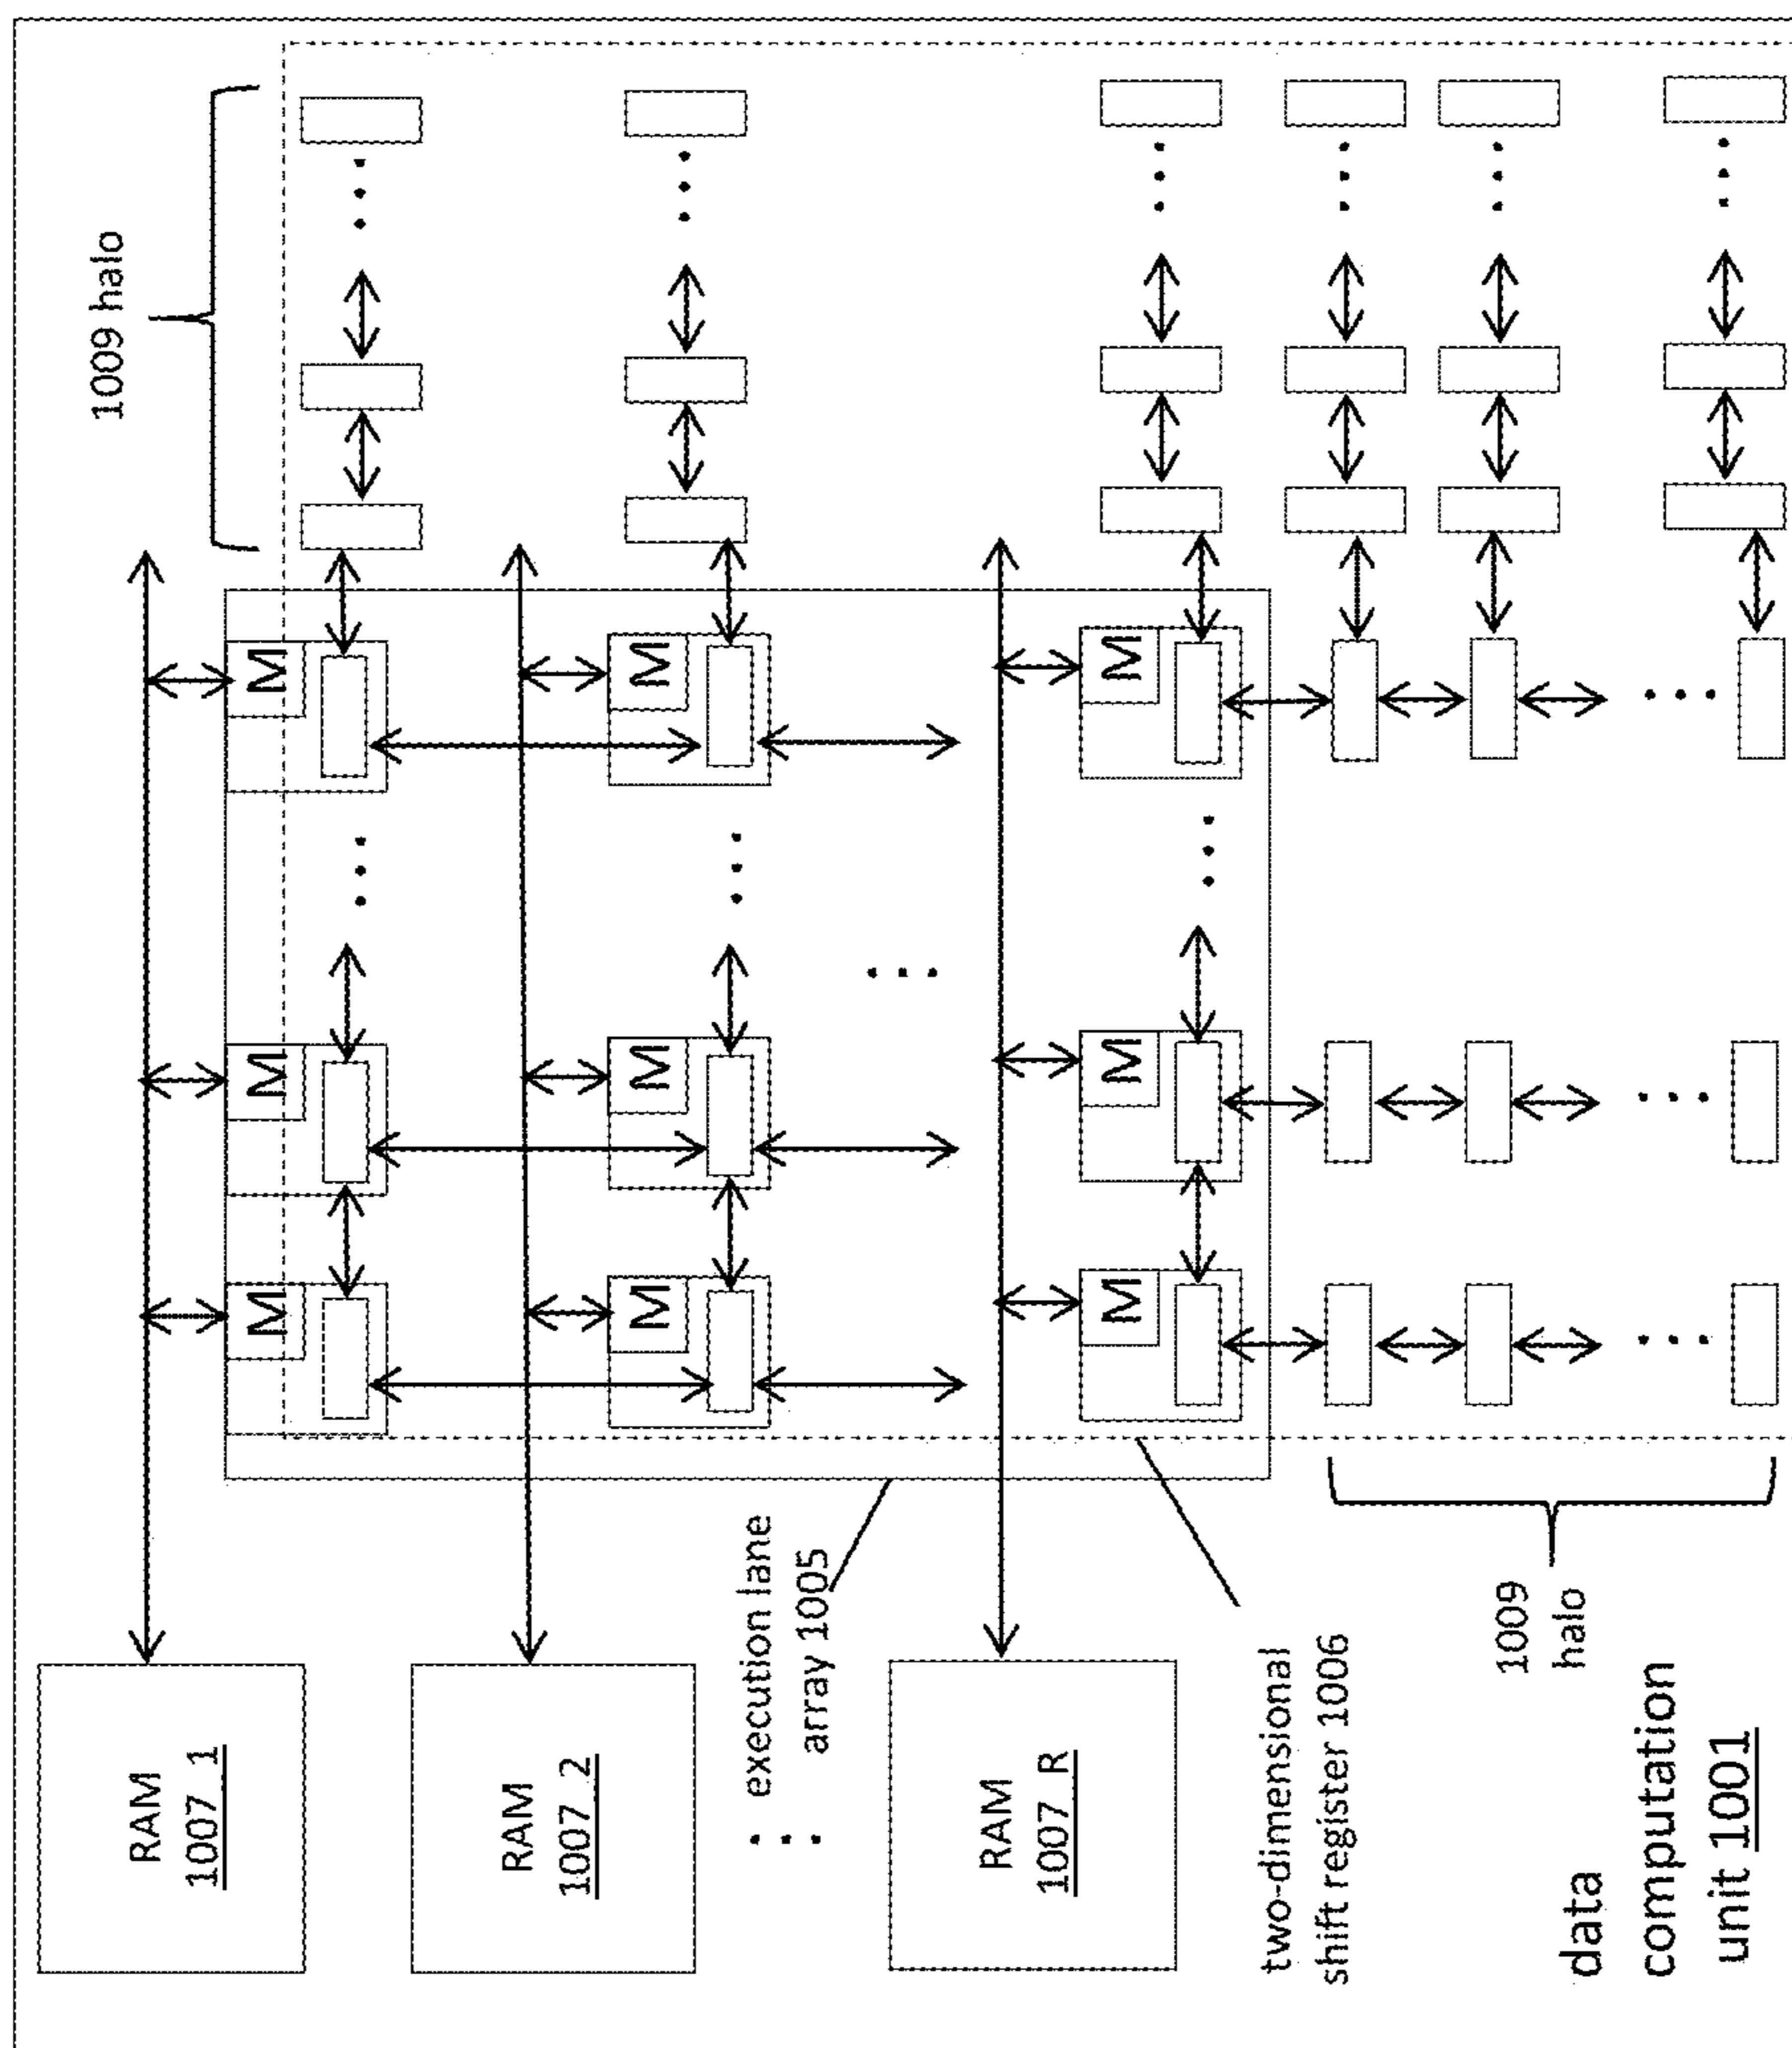 1009 halo
RAM
1007_1
M
M
M
RAM
1007_2
M
M
M
execution lane
array 1005
RAM
1007_R
M
M
M
two-dimensional
shift register 1006
1009
halo
data
computation
unit 1001